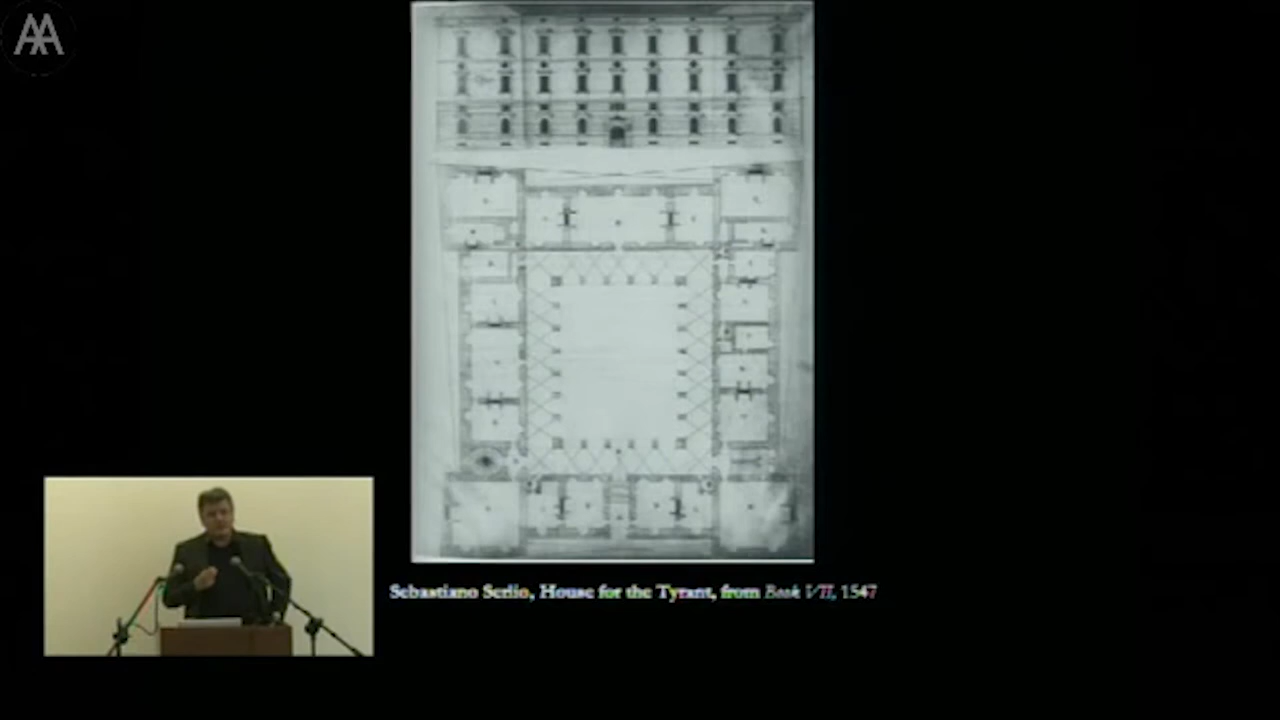 AA
Sebastiano Serlio, House for the Tyrant, from Book VII, 1547